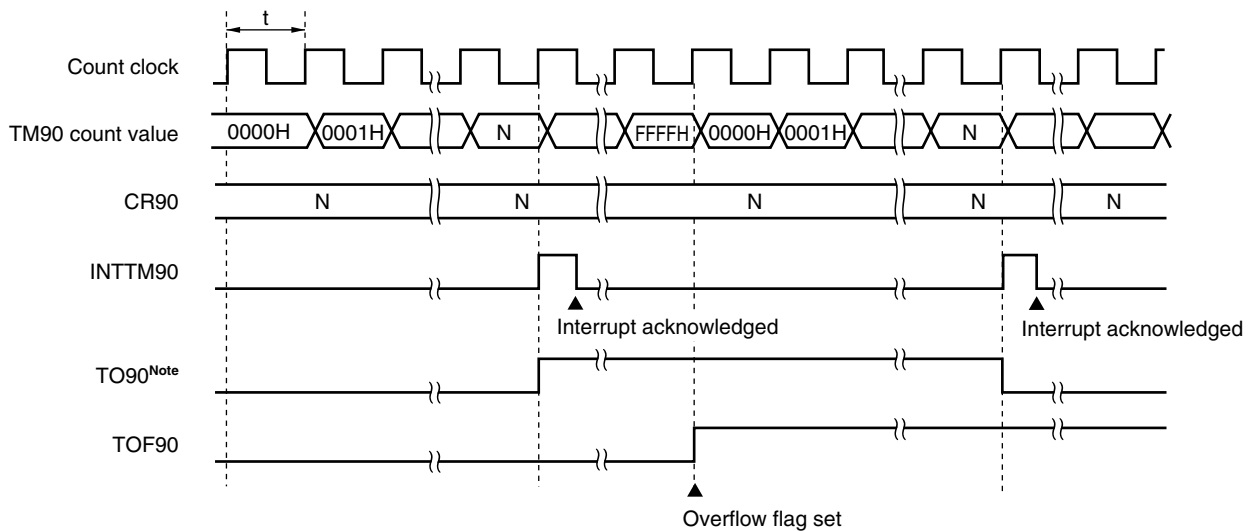 t
Count clock
TM90 count value 0000H 0001H N FFFFH 0000H 0001H N
CR90 N N N N N
INTTM90
Interrupt acknowledged Interrupt acknowledged
TO90Note
TOF90
Overflow flag set